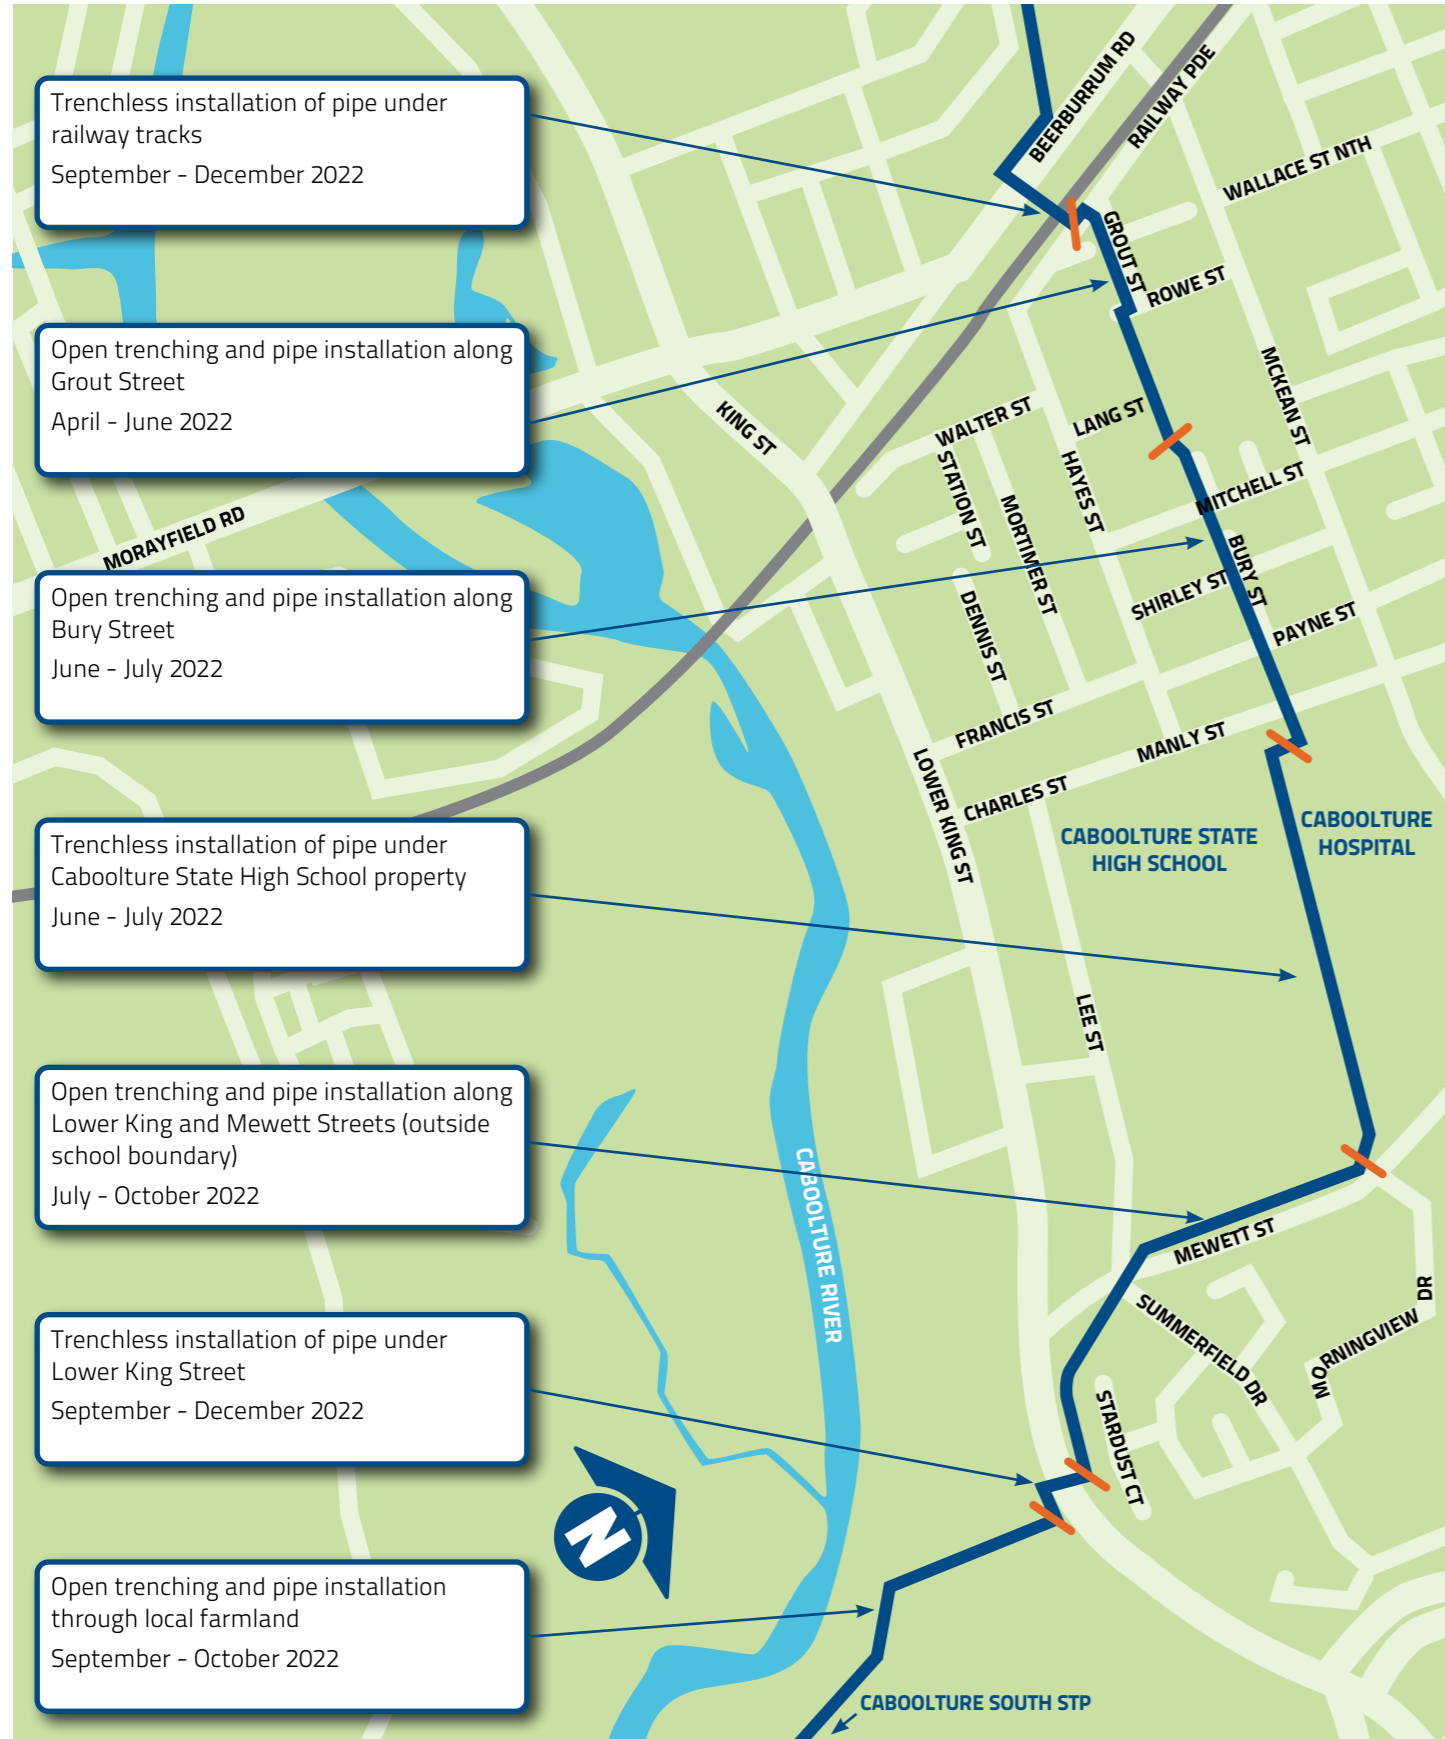 Trenchless installation of pipe under
railway tracks
September - December 2022
Open trenching and pipe installation along
Grout Street
April - June 2022
Open trenching and pipe installation along
Bury Street
June - July 2022
Trenchless installation of pipe under
Caboolture State High School property
June - July 2022
Open trenching and pipe installation along
Lower King and Mewett Streets (outside
school boundary)
July - October 2022
Trenchless installation of pipe under
Lower King Street
September - December 2022
Open trenching and pipe installation
through local farmland
September - October 2022
BEERBURRUM RD
RAILWAY PDE
WALLACE ST NTH
GROUT ST
ROWE ST
MCKEAN ST
KING ST
WALTER ST
LANG ST
STATION ST
HAYES ST
MITCHELL ST
MORTIMER ST
MORAYFIELD RD
BURY ST
SHIRLEY ST
DENNIS ST
PAYNE ST
FRANCIS ST
MANLY ST
LOWER KING ST
CHARLES ST
CABOOLTURE STATE
HIGH SCHOOL
CABOOLTURE
HOSPITAL
LEE ST
CABOOLTURE RIVER
MEWETT ST
SUMMERFIELD DR
MORNINGVIEW DR
STARDUST CT
N
CABOOLTURE SOUTH STP